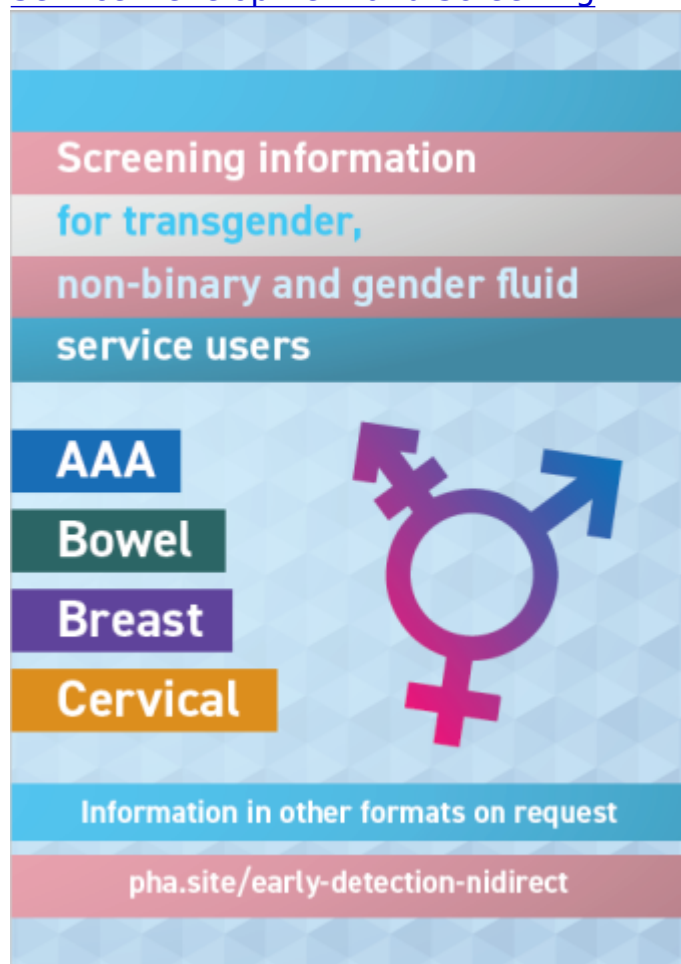 Screening information
for transgender,
non-binary and gender fluid
service users
AAA
Bowel
Breast
Cervical
Information in other formats on request
pha.site/early-detection-nidirect